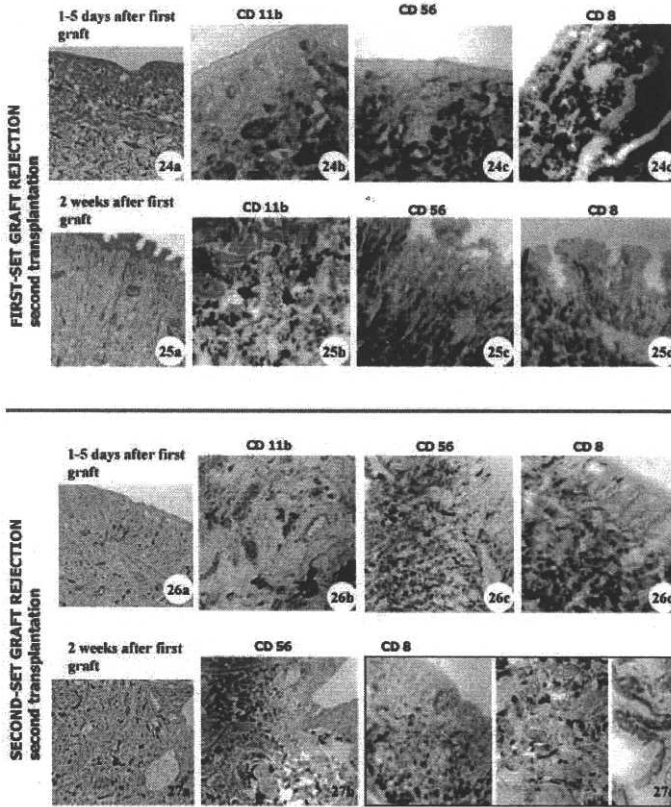 FIRST-SET GRAFT REJECTION
second transplantation
1-5 days after first
graft
CD 11b
CD 56
CD 8
24a
24b
24c
24d
2 weeks after first
graft
CD 11b
CD 56
CD 8
25a
25b
25c
25d
SECOND-SET GRAFT REJECTION
second transplantation
1-5 days after first
graft
CD 11b
CD 56
CD 8
26a
26b
26c
26d
2 weeks after first
graft
CD 56
CD 8
27a
27b